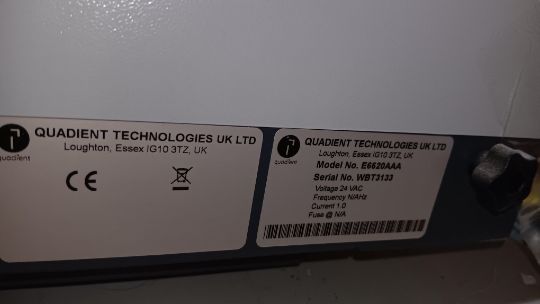 QUADIENT TECHNOLOGIES UK LTD
Loughton, Essex IG10 3TZ, UK
quadient
CE
QUADIENT TECHNOLOGIES UK LTD
Loughton, Essex IG10 3TZ, UK
quadient
Model No. E6620AAA
Serial No. WBT3133
Voltage 24 VAC
Frequency N/AHz
Current 1.0
Fuse @ N/A